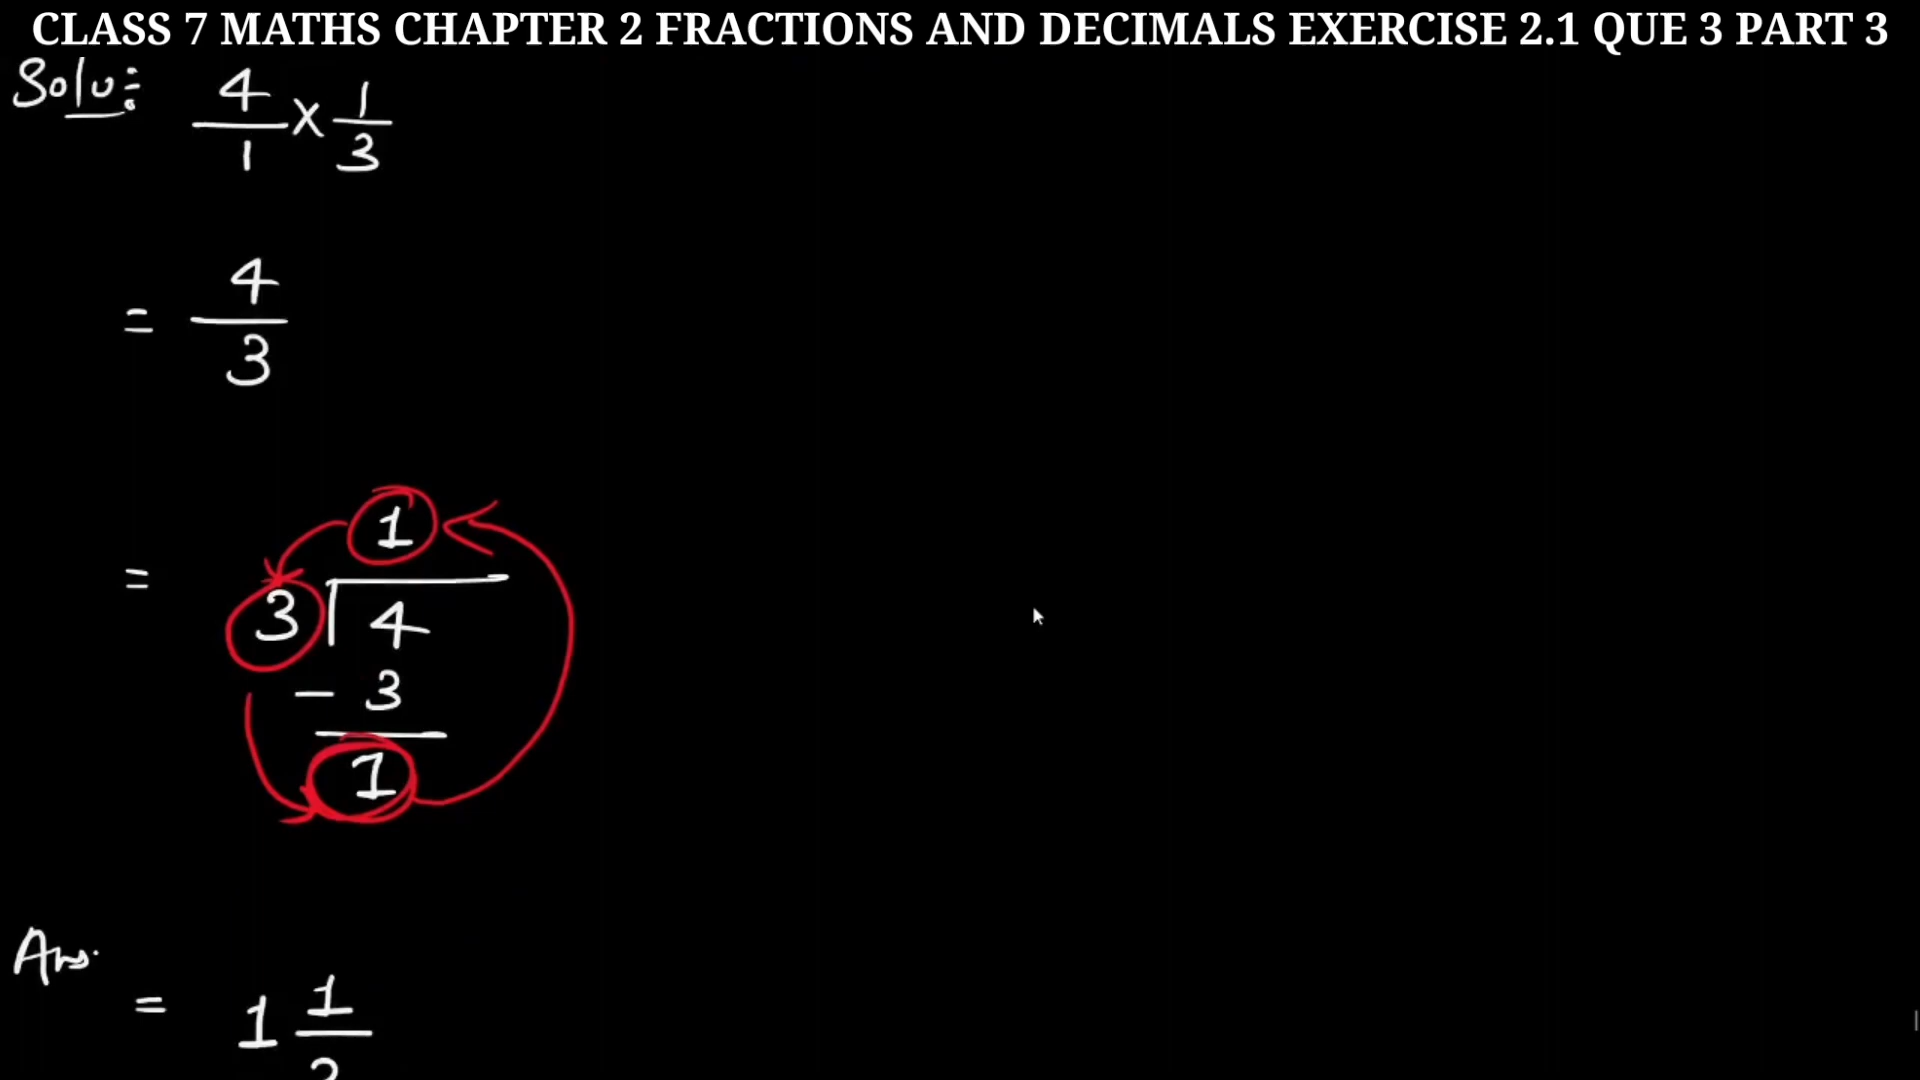 CLASS 7 MATHS CHAPTER 2 FRACTIONS AND DECIMALS EXERCISE 2.1 QUE 3 PART 3
Solu:
4/1 × 1/3
= 4/3
=
1
3 | 4
- 3
1
Ans.
= 1 1/